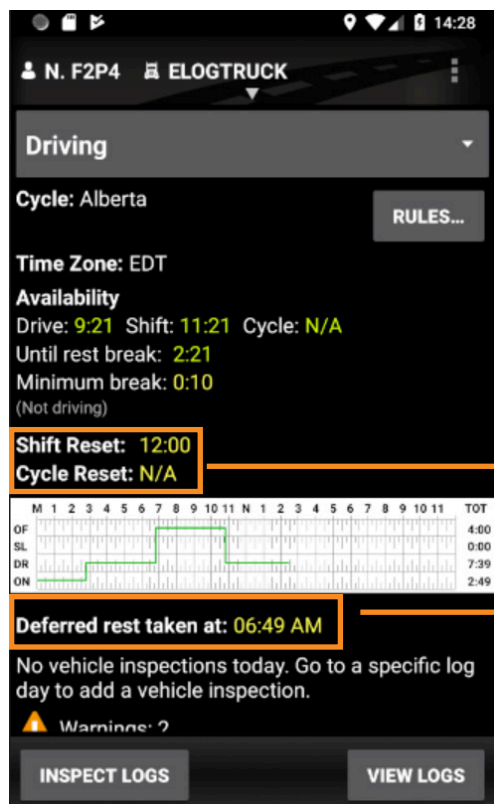 14:28
N. F2P4 ELOGTRUCK
Driving
Cycle: Alberta
RULES...
Time Zone: EDT
Availability
Drive: 9:21 Shift: 11:21 Cycle: N/A
Until rest break: 2:21
Minimum break: 0:10
(Not driving)
Shift Reset: 12:00
Cycle Reset: N/A
M 1 2 3 4 5 6 7 8 9 10 11 N 1 2 3 4 5 6 7 8 9 10 11 TOT
OF 4:00
SL 0:00
DR 7:39
ON 2:49
Deferred rest taken at: 06:49 AM
No vehicle inspections today. Go to a specific log
day to add a vehicle inspection.
Warnings: 2
INSPECT LOGS VIEW LOGS